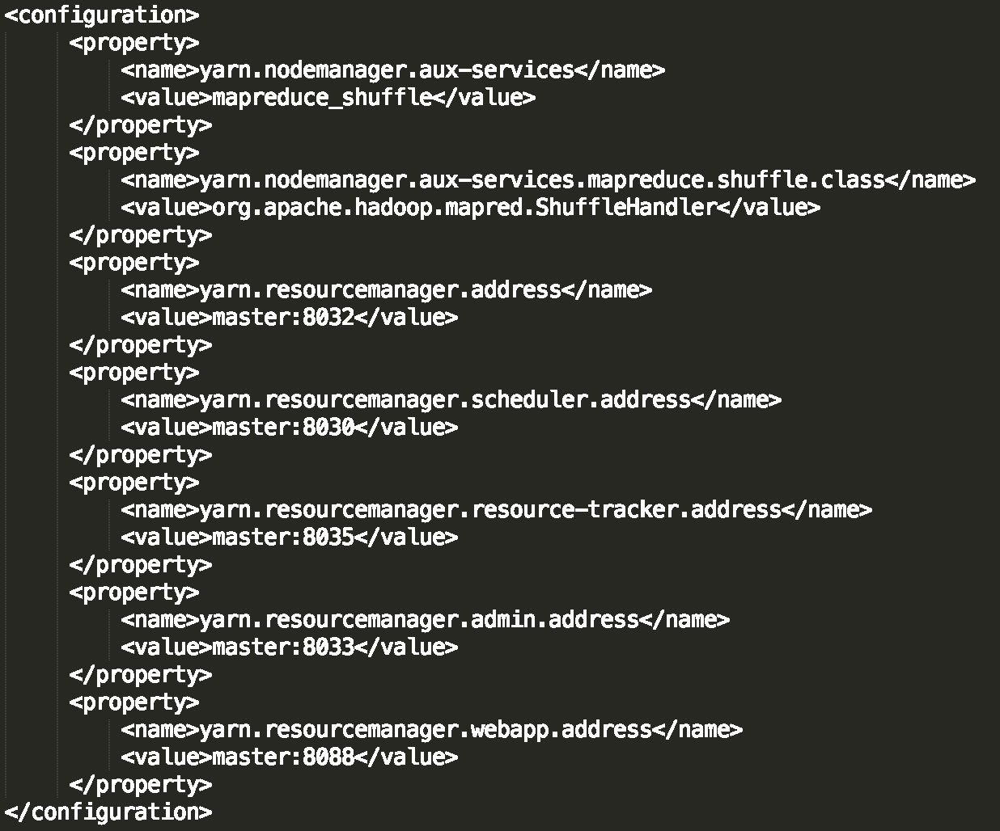 <configuration>
<property>
<name>yarn.nodemanager.aux-services</name>
<value>mapreduce_shuffle</value>
</property>
<property>
<name>yarn.nodemanager.aux-services.mapreduce.shuffle.class</name>
<value>org.apache.hadoop.mapred.ShuffleHandler</value>
</property>
<property>
<name>yarn.resourcemanager.address</name>
<value>master:8032</value>
</property>
<property>
<name>yarn.resourcemanager.scheduler.address</name>
<value>master:8030</value>
</property>
<property>
<name>yarn.resourcemanager.resource-tracker.address</name>
<value>master:8035</value>
</property>
<property>
<name>yarn.resourcemanager.admin.address</name>
<value>master:8033</value>
</property>
<property>
<name>yarn.resourcemanager.webapp.address</name>
<value>master:8088</value>
</property>
</configuration>